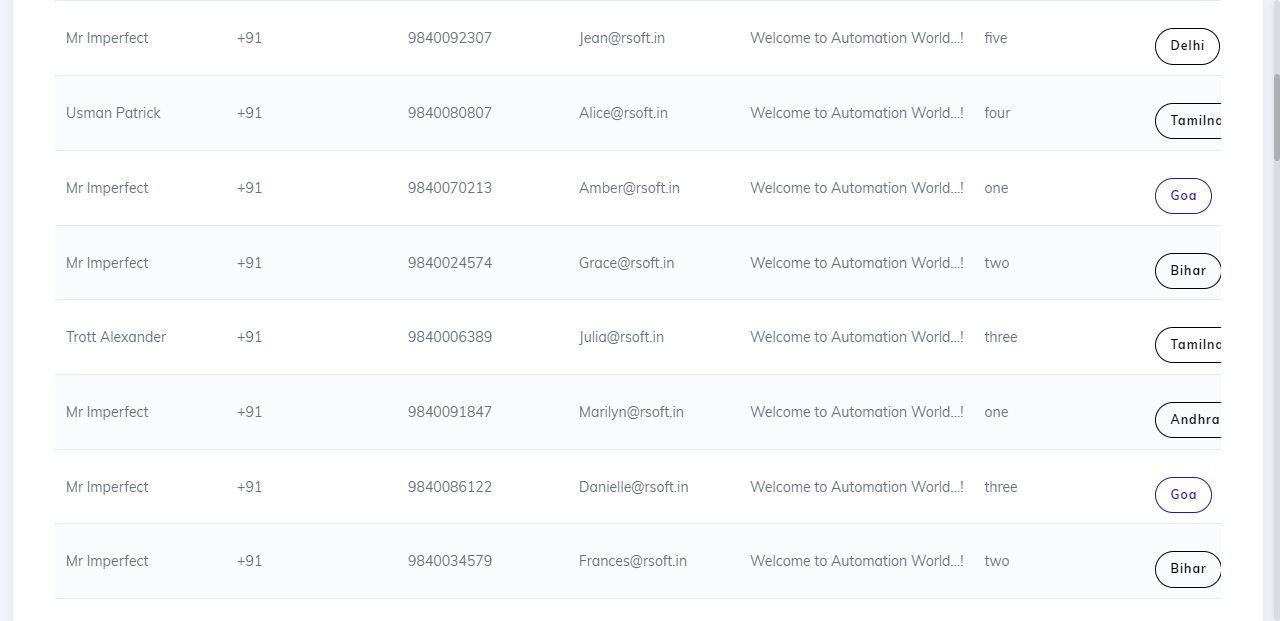 Mr Imperfect +91 9840092307 Jean@rsoft.in Welcome to Automation World...! five Delhi
Usman Patrick +91 9840080807 Alice@rsoft.in Welcome to Automation World...! four Tamilna
Mr Imperfect +91 9840070213 Amber@rsoft.in Welcome to Automation World...! one Goa
Mr Imperfect +91 9840024574 Grace@rsoft.in Welcome to Automation World...! two Bihar
Trott Alexander +91 9840006389 Julia@rsoft.in Welcome to Automation World...! three Tamilna
Mr Imperfect +91 9840091847 Marilyn@rsoft.in Welcome to Automation World...! one Andhra
Mr Imperfect +91 9840086122 Danielle@rsoft.in Welcome to Automation World...! three Goa
Mr Imperfect +91 9840034579 Frances@rsoft.in Welcome to Automation World...! two Bihar